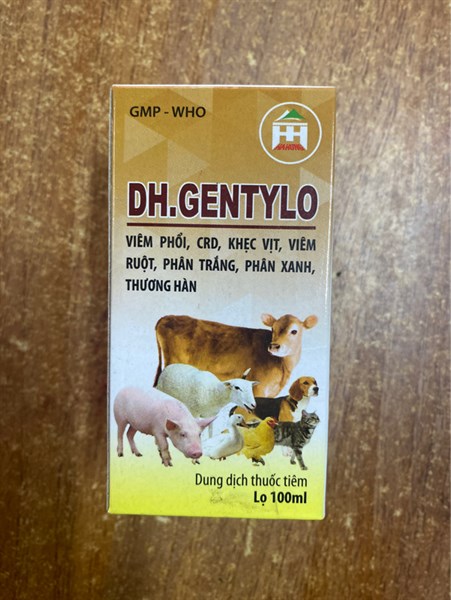 GMP - WHO
DH.GENTYLO
VIÊM PHỔI, CRD, KHẸC VỊT, VIÊM
RUỘT, PHÂN TRẮNG, PHÂN XANH,
THƯƠNG HÀN
Dung dịch thuốc tiêm
Lọ 100ml